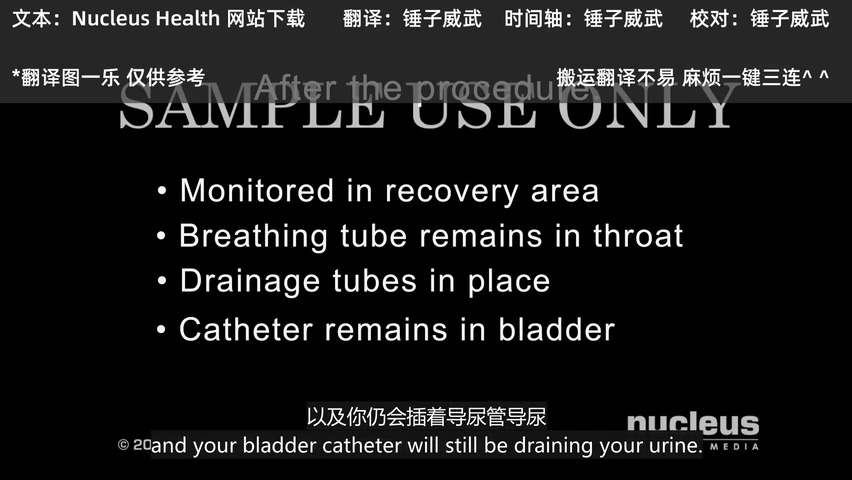 文本：Nucleus Health 网站下载 翻译：锤子威武 时间轴：锤子威武 校对：锤子威武
*翻译图一乐 仅供参考 搬运翻译不易 麻烦一键三连^ ^
After the procedure
SAMPLE USE ONLY
• Monitored in recovery area
• Breathing tube remains in throat
• Drainage tubes in place
• Catheter remains in bladder
以及你仍会插着导尿管导尿
nucleus
MEDIA
© 20
and your bladder catheter will still be draining your urine.